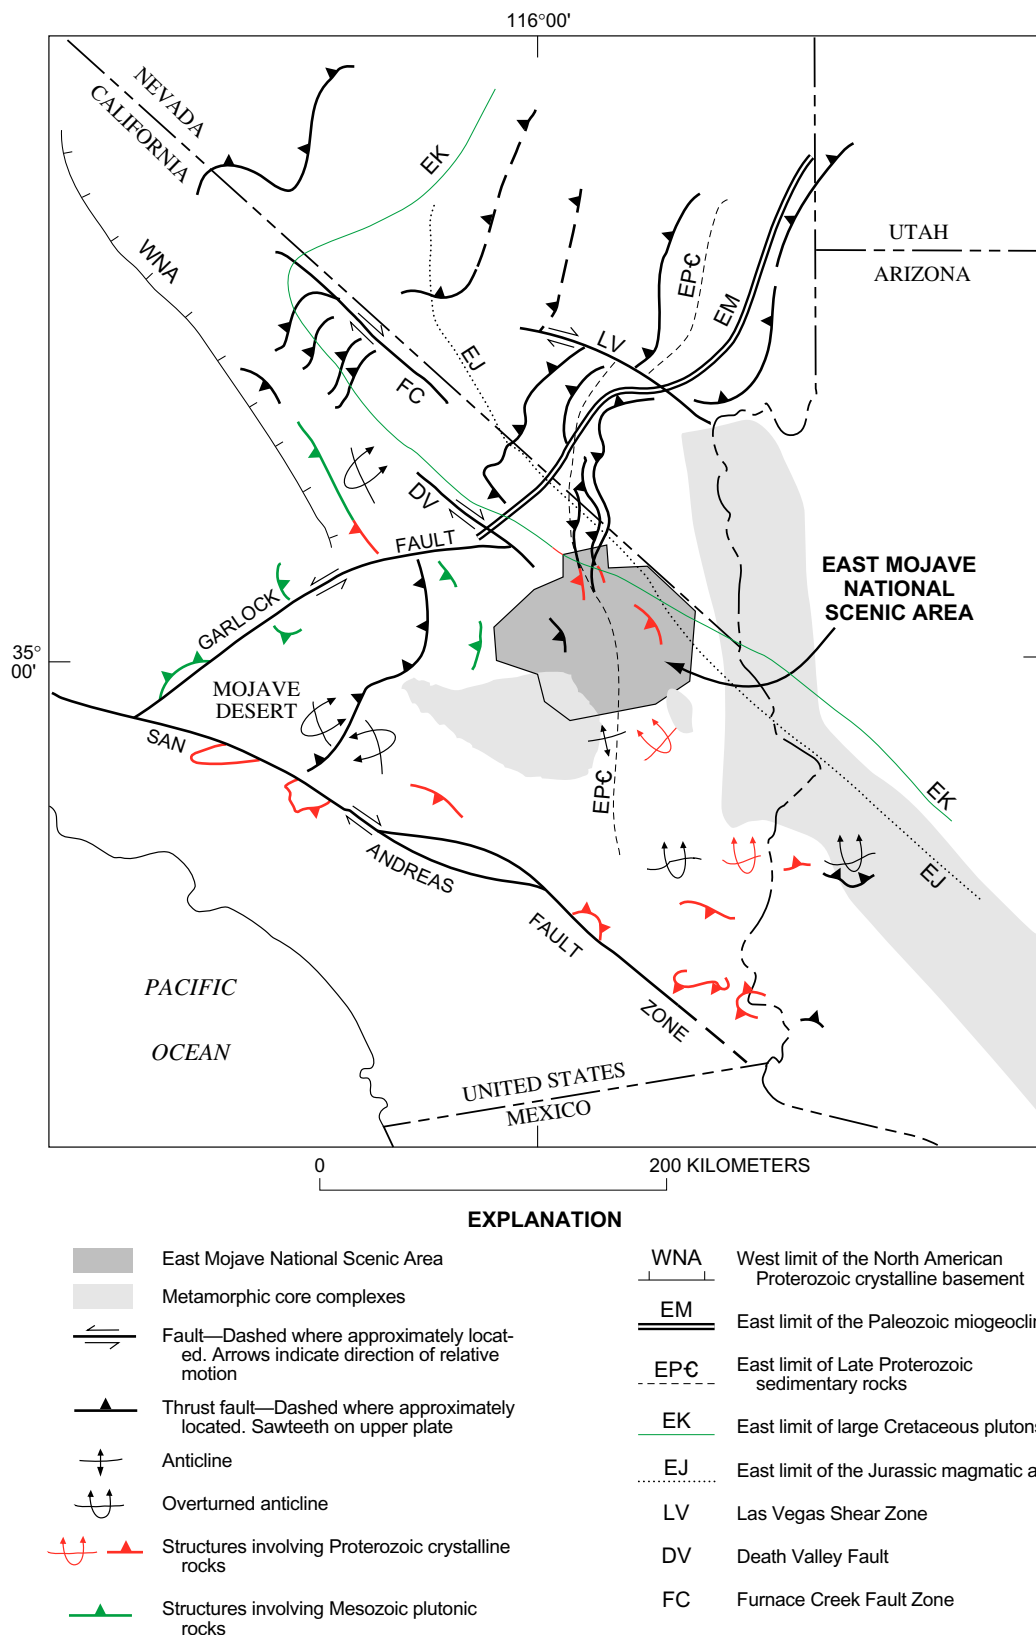 116°00'
NEVADA
CALIFORNIA
EK
WNA
UTAH
ARIZONA
EPЄ
EM
LV
EJ
FC
DV
FAULT
GARLOCK
EAST MOJAVE
NATIONAL
SCENIC AREA
35°
00'
MOJAVE
DESERT
SAN
EPЄ
EK
EJ
ANDREAS
FAULT
ZONE
PACIFIC
OCEAN
UNITED STATES
MEXICO
0
200 KILOMETERS
EXPLANATION
East Mojave National Scenic Area
Metamorphic core complexes
Fault—Dashed where approximately locat-
ed. Arrows indicate direction of relative
motion
Thrust fault—Dashed where approximately
located. Sawteeth on upper plate
Anticline
Overturned anticline
Structures involving Proterozoic crystalline
rocks
Structures involving Mesozoic plutonic
rocks
WNA
West limit of the North American
Proterozoic crystalline basement
EM
East limit of the Paleozoic
EPЄ
East limit of Late Proterozoic
sedimentary rocks
EK
East limit of large Cretaceous
EJ
East limit of the Jurassic magmatic
LV
Las Vegas Shear Zone
DV
Death Valley Fault
FC
Furnace Creek Fault Zone